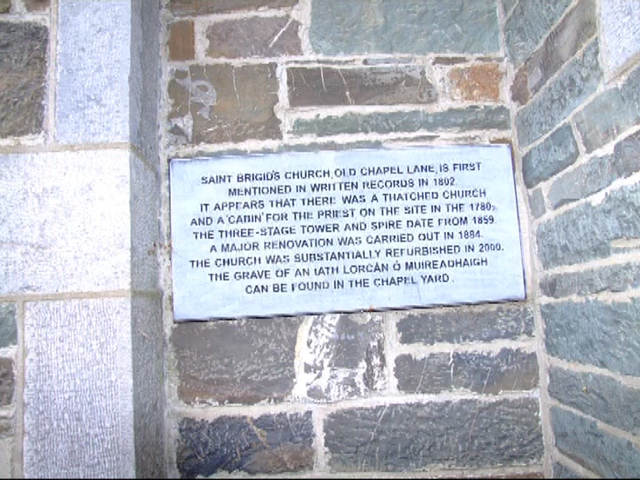 SAINT BRIGID'S CHURCH, OLD CHAPEL LANE, IS FIRST
MENTIONED IN WRITTEN RECORDS IN 1802.
IT APPEARS THAT THERE WAS A THATCHED CHURCH
AND A 'CABIN' FOR THE PRIEST ON THE SITE IN THE 1780s.
THE THREE-STAGE TOWER AND SPIRE DATE FROM 1859.
A MAJOR RENOVATION WAS CARRIED OUT IN 1884.
THE CHURCH WAS SUBSTANTIALLY REFURBISHED IN 2000.
THE GRAVE OF AN tATH LORCÁN Ó MUIREADHAIGH
CAN BE FOUND IN THE CHAPEL YARD.